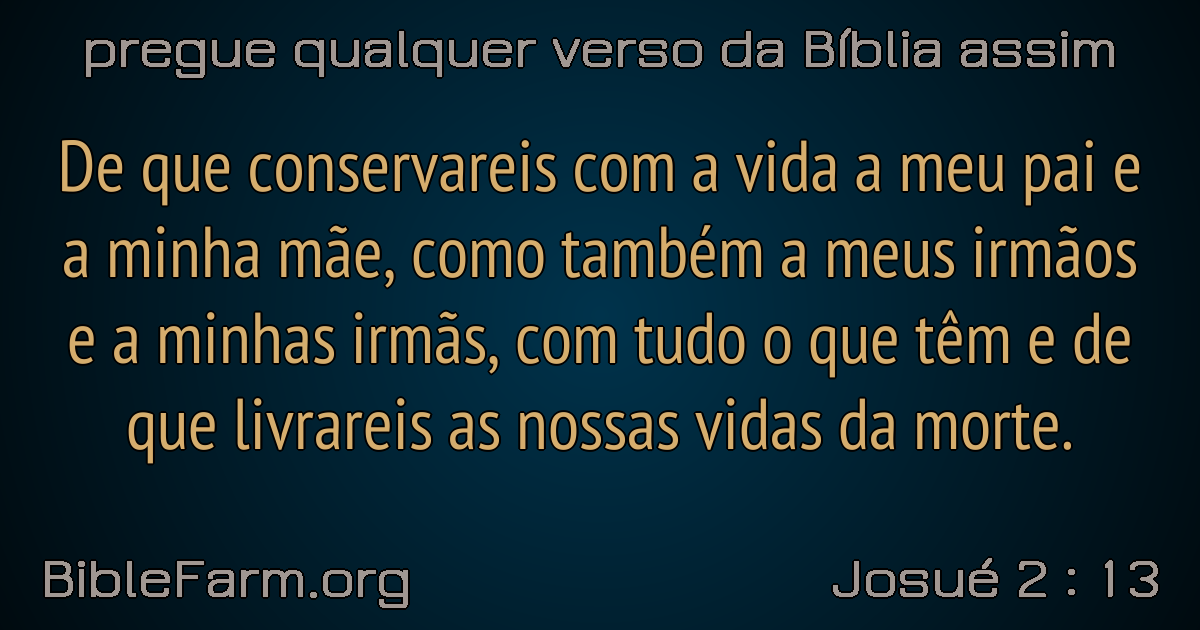 pregue qualquer verso da Bíblia assim
De que conservareis com a vida a meu pai e
a minha mãe, como também a meus irmãos
e a minhas irmãs, com tudo o que têm e de
que livrareis as nossas vidas da morte.
BibleFarm.org
Josué 2 : 13